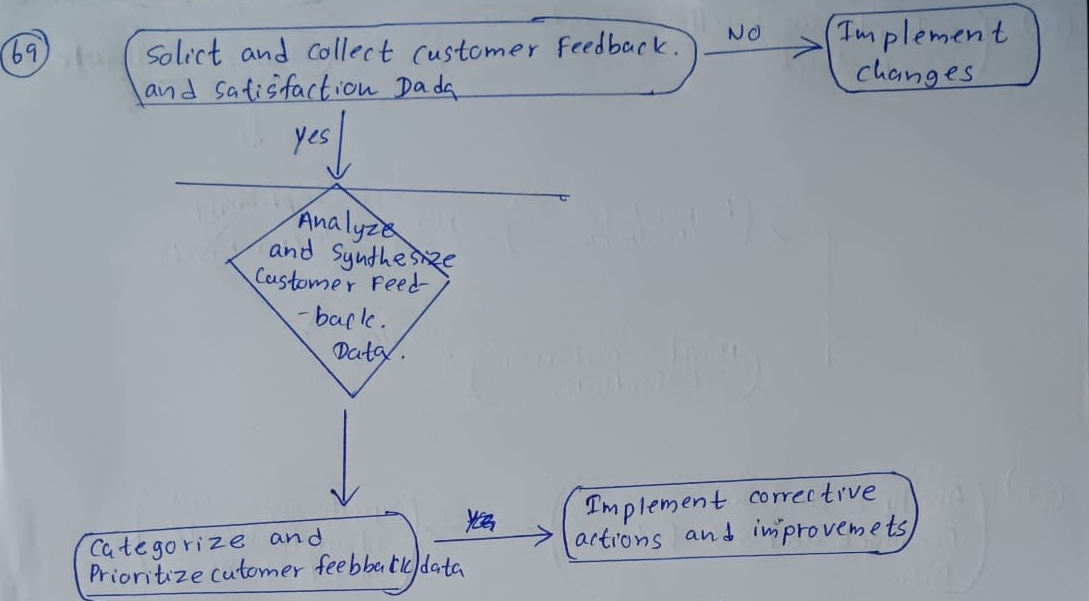 69
Solict and collect customer Feedback.
and satisfaction Dada
NO
Implement
changes
Yes
Analyze
and Synthesize
Customer Feed-
-back.
Data.
Categorize and
Prioritize cutomer feebback data
Implement corrective
actions and improvemets